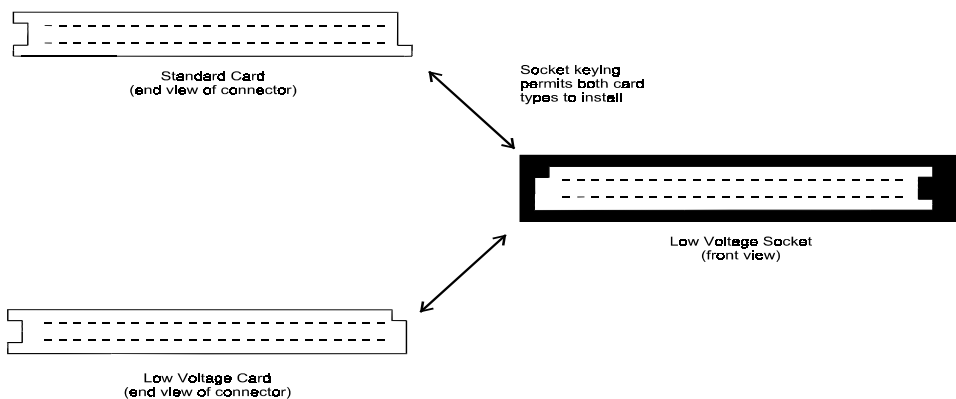 Standard Card
(end view of connector)
Socket keying
permits both card
types to install
Low Voltage Socket
(front view)
Low Voltage Card
(end view of connector)